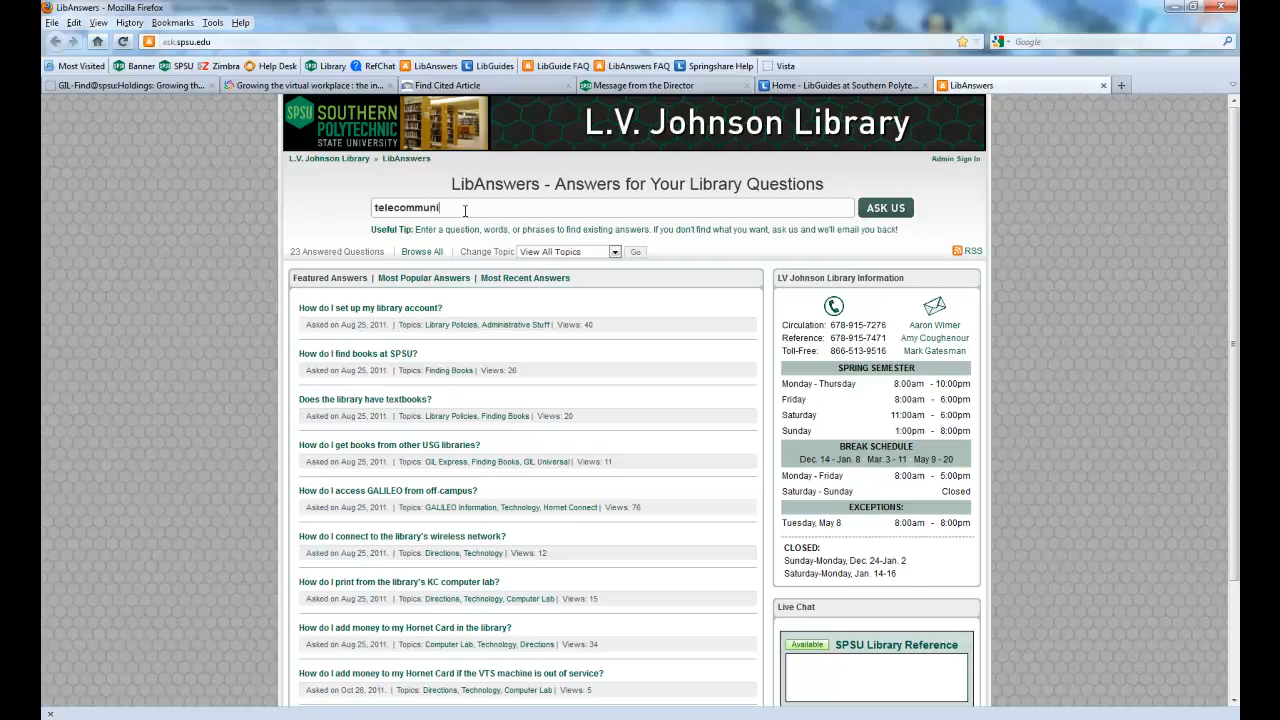 LibAnswers - Mozilla Firefox
File Edit View History Bookmarks Tools Help
ask.spsu.edu
Google
Most Visited Banner SPSU Zimbra Help Desk Library RefChat LibAnswers LibGuides LibGuide FAQ LibAnswers FAQ Springshare Help Vista
GIL-Find@spsu:Holdings: Growing th... Growing the virtual workplace : the in... Find Cited Article Message from the Director Home - LibGuides at Southern Polyte... LibAnswers
SPSU SOUTHERN POLYTECHNIC STATE UNIVERSITY
L.V. Johnson Library
L.V. Johnson Library » LibAnswers
Admin Sign In
LibAnswers - Answers for Your Library Questions
telecommuni
ASK US
Useful Tip: Enter a question, words, or phrases to find existing answers. If you don't find what you want, ask us and we'll email you back!
23 Answered Questions Browse All Change Topic View All Topics Go
RSS
Featured Answers | Most Popular Answers | Most Recent Answers
How do I set up my library account?
Asked on Aug 25, 2011. | Topics: Library Policies, Administrative Stuff | Views: 40
How do I find books at SPSU?
Asked on Aug 25, 2011. | Topics: Finding Books | Views: 26
Does the library have textbooks?
Asked on Aug 25, 2011. | Topics: Library Policies, Finding Books | Views: 20
How do I get books from other USG libraries?
Asked on Aug 25, 2011. | Topics: GIL Express, Finding Books, GIL Universal | Views: 11
How do I access GALILEO from off-campus?
Asked on Aug 25, 2011. | Topics: GALILEO Information, Technology, Hornet Connect | Views: 76
How do I connect to the library's wireless network?
Asked on Aug 25, 2011. | Topics: Directions, Technology | Views: 12
How do I print from the library's KC computer lab?
Asked on Aug 25, 2011. | Topics: Directions, Technology, Computer Lab | Views: 15
How do I add money to my Hornet Card in the library?
Asked on Aug 25, 2011. | Topics: Computer Lab, Technology, Directions | Views: 34
How do I add money to my Hornet Card if the VTS machine is out of service?
Asked on Oct 26, 2011. | Topics: Directions, Technology, Computer Lab | Views: 5
LV Johnson Library Information
Circulation: 678-915-7276 Aaron Wimer
Reference: 678-915-7471 Amy Coughenour
Toll-Free: 866-513-9516 Mark Gatesman
SPRING SEMESTER
Monday - Thursday 8:00am - 10:00pm
Friday 8:00am - 6:00pm
Saturday 11:00am - 6:00pm
Sunday 1:00pm - 8:00pm
BREAK SCHEDULE
Dec. 14 - Jan. 8 Mar. 3 - 11 May 9 - 20
Monday - Friday 8:00am - 5:00pm
Saturday - Sunday Closed
EXCEPTIONS:
Tuesday, May 8 8:00am - 8:00pm
CLOSED:
Sunday-Monday, Dec. 24-Jan. 2
Saturday-Monday, Jan. 14-16
Live Chat
Available SPSU Library Reference